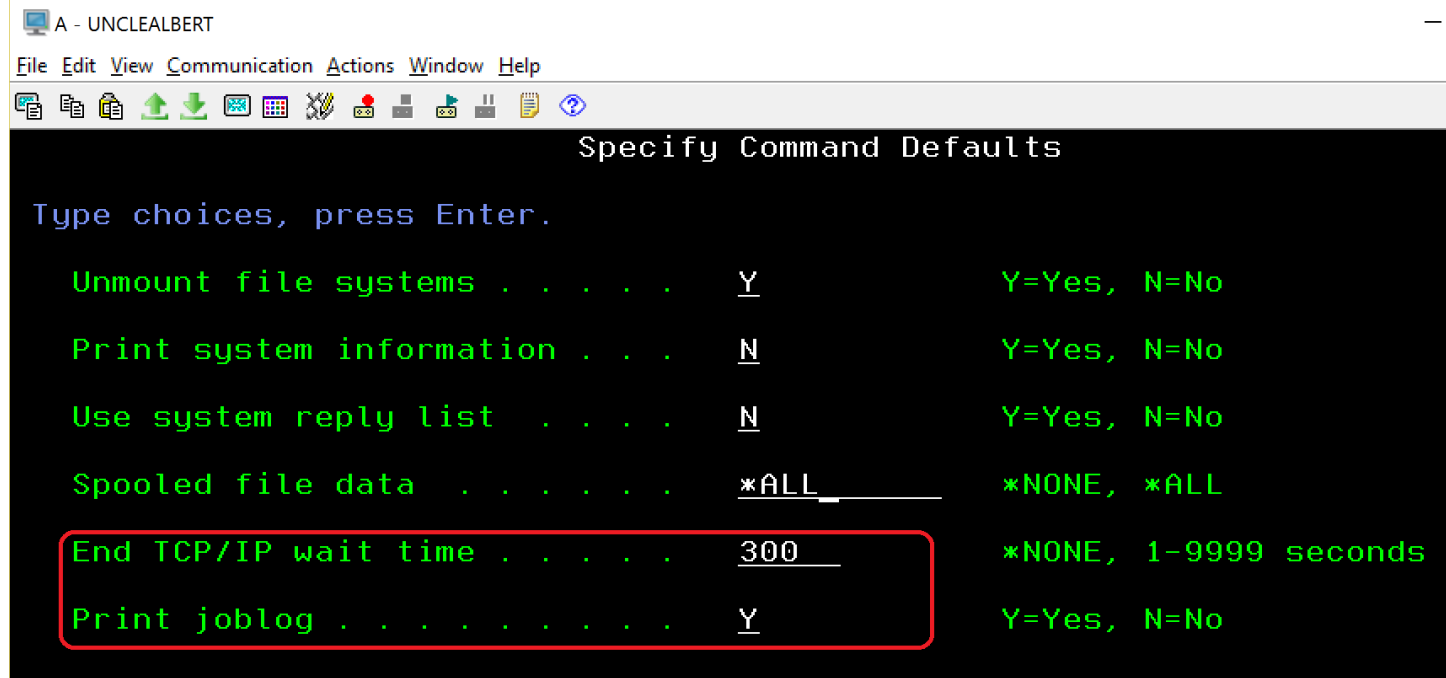 A - UNCLEALBERT
File Edit View Communication Actions Window Help
Specify Command Defaults
Type choices, press Enter.
Unmount file systems . . . . . Y Y=Yes, N=No
Print system information . . . N Y=Yes, N=No
Use system reply list . . . . N Y=Yes, N=No
Spooled file data . . . . . . *ALL_ *NONE, *ALL
End TCP/IP wait time . . . . . 300 *NONE, 1-9999 seconds
Print joblog . . . . . . . . . Y Y=Yes, N=No